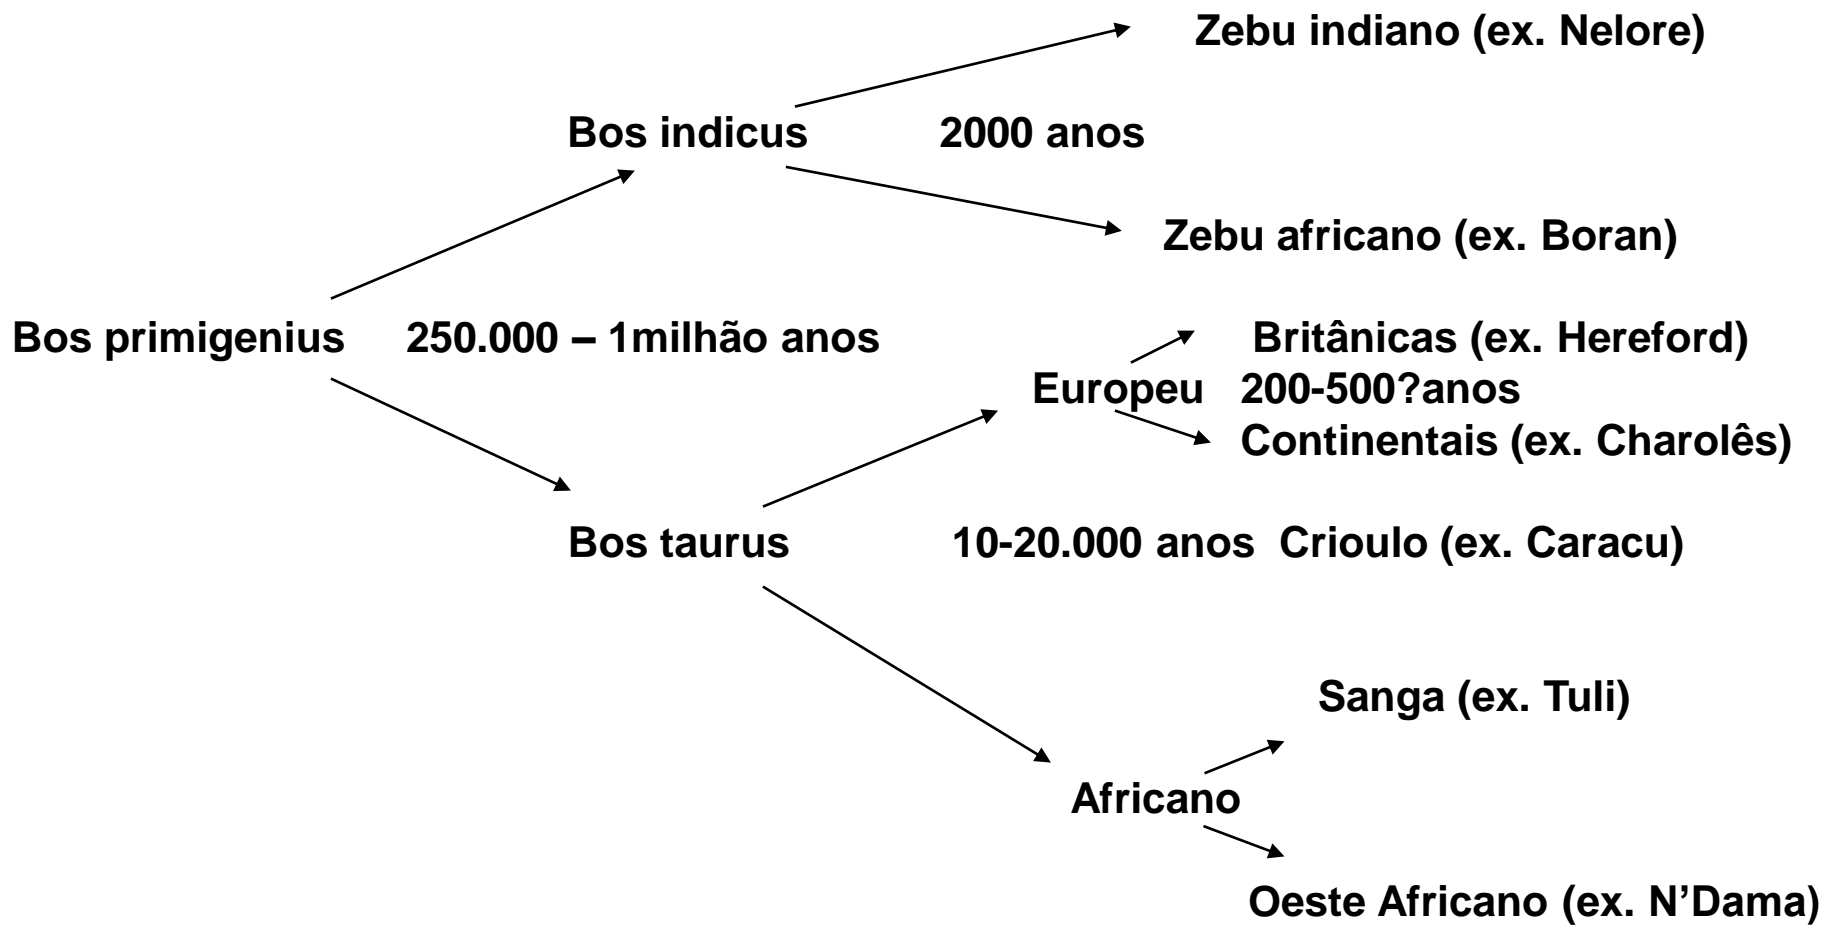 Zebu indiano (ex. Nelore)
Bos indicus 2000 anos
Zebu africano (ex. Boran)
Bos primigenius 250.000 – 1milhão anos Britânicas (ex. Hereford)
Europeu 200-500?anos
Continentais (ex. Charolês)
Bos taurus 10-20.000 anos Crioulo (ex. Caracu)
Sanga (ex. Tuli)
Africano
Oeste Africano (ex. N’Dama)